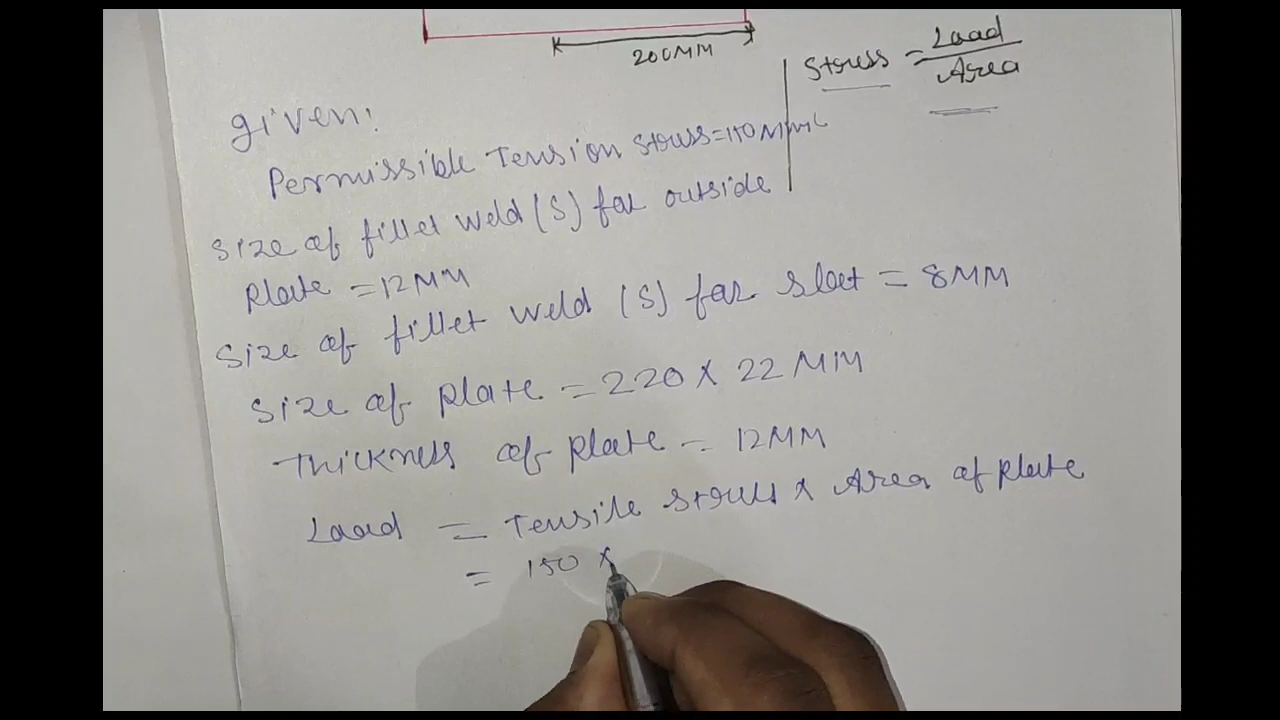 200MM
Stress = Load
Area
given:
Permissible Tension Stress=150M
Size of fillet weld (S) for outside
Plate = 12MM
Size of fillet weld (S) for slot = 8MM
Size of Plate = 220 x 22 MM
Thickness of plate = 12MM
Load = Tensile stress x Area of plate
= 150 x